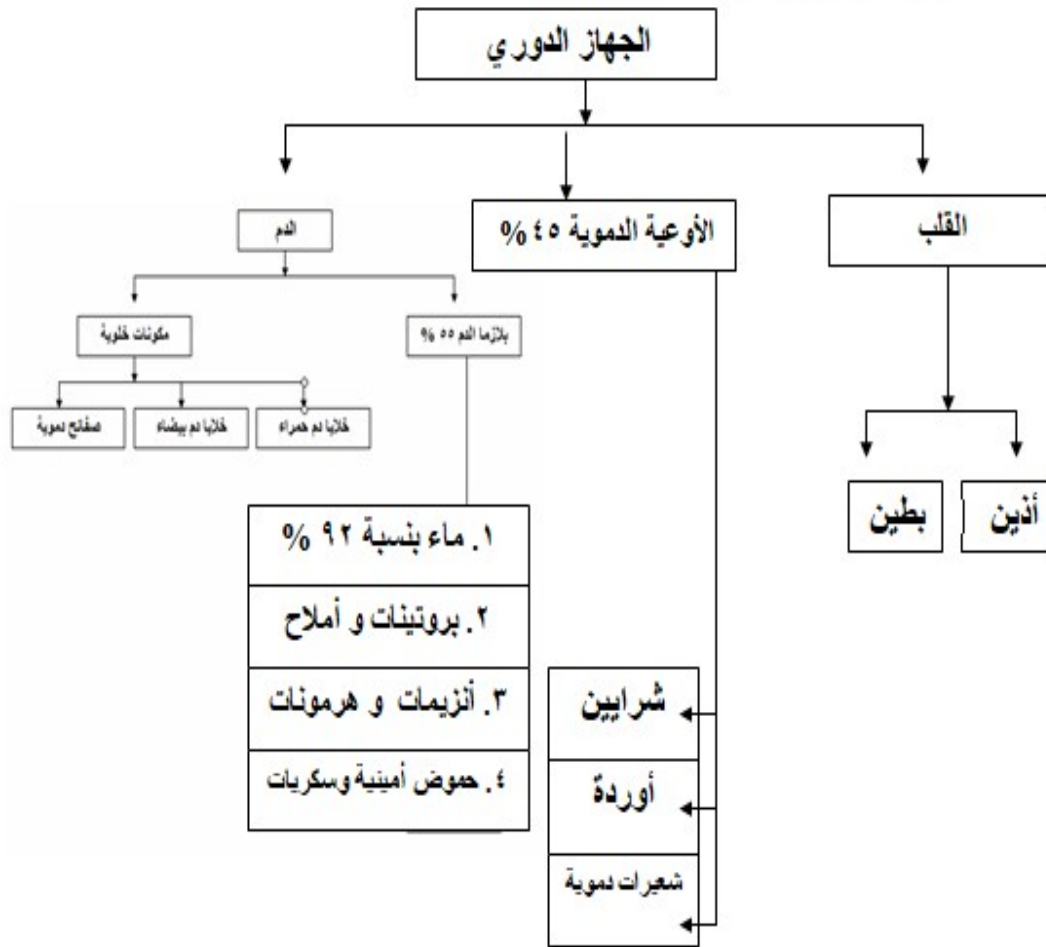 الجهاز الدوري
القلب
الأوعية الدموية ٤٥ %
الدم
بلازما الدم ٥٥ %
مكونات خلوية
خلايا دم حمراء
خلايا دم بيضاء
صفائح دموية
أذين
بطين
١. ماء بنسبة ٩٢ %
٢. بروتينات و أملاح
٣. أنزيمات و هرمونات
٤. حموض أمينية وسكريات
شرايين
أوردة
شعيرات دموية